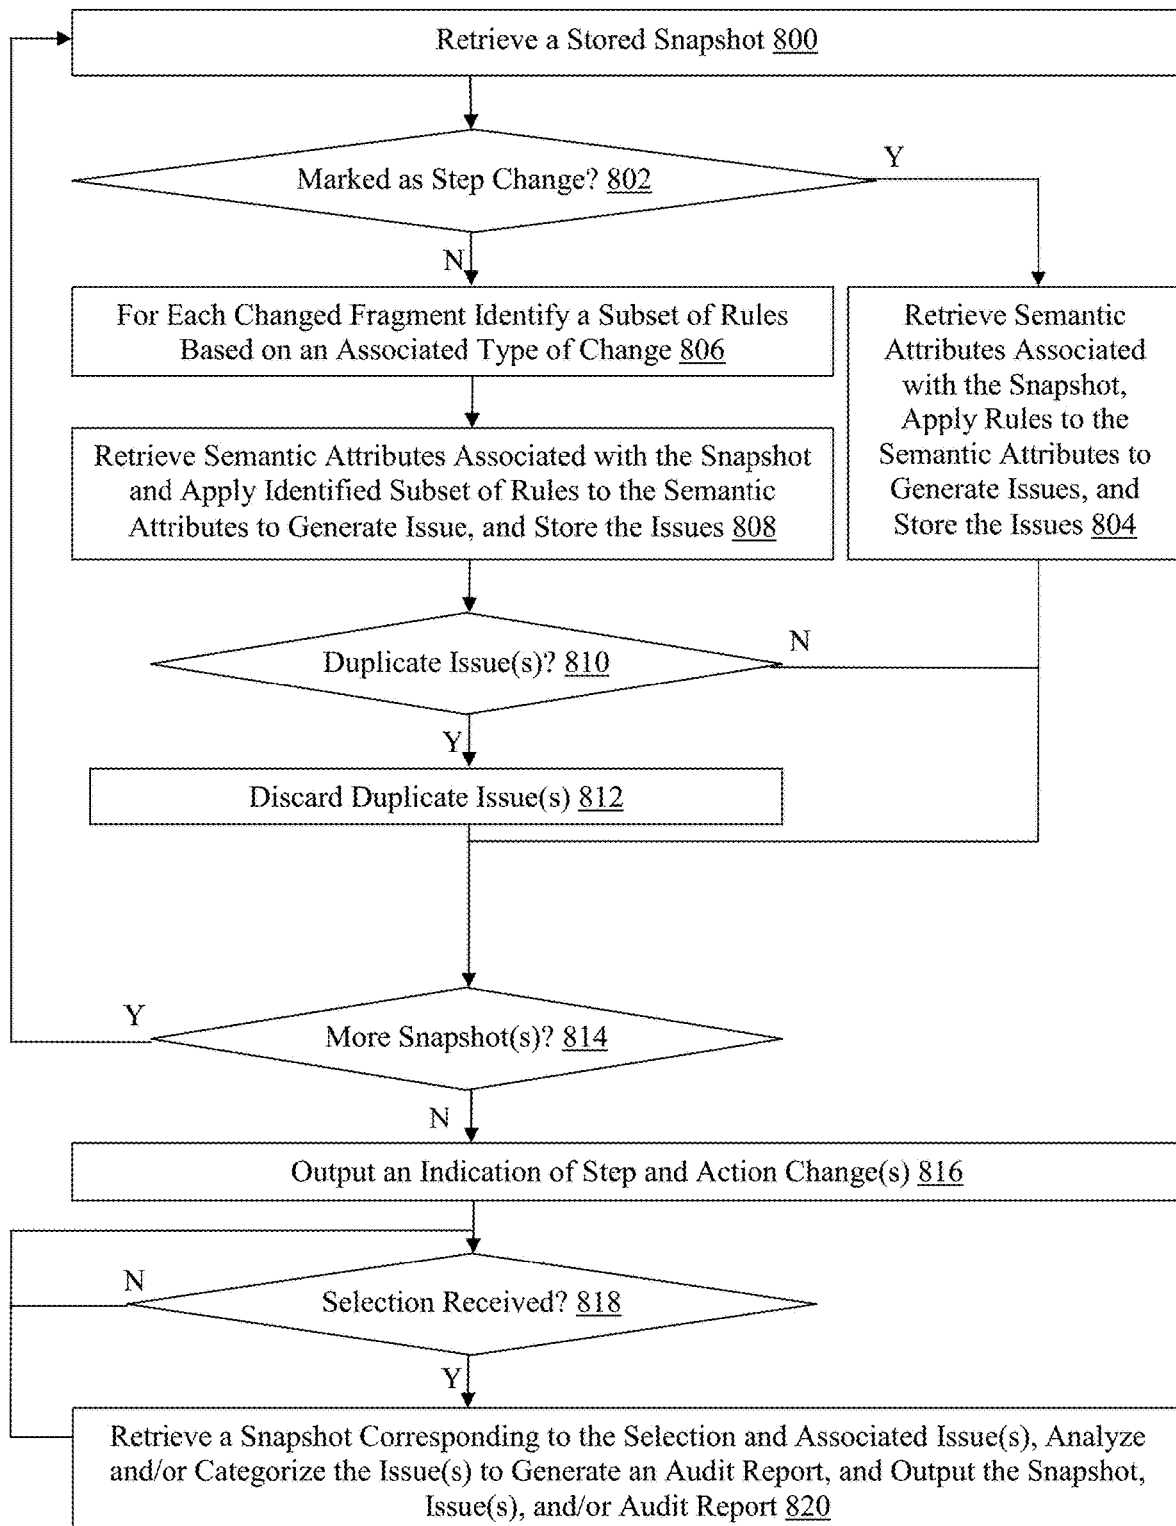 Retrieve a Stored Snapshot 800
Marked as Step Change? 802
Y
N
For Each Changed Fragment Identify a Subset of Rules
Based on an Associated Type of Change 806
Retrieve Semantic
Attributes Associated
with the Snapshot,
Apply Rules to the
Semantic Attributes to
Generate Issues, and
Store the Issues 804
Retrieve Semantic Attributes Associated with the Snapshot
and Apply Identified Subset of Rules to the Semantic
Attributes to Generate Issue, and Store the Issues 808
Duplicate Issue(s)? 810
N
Y
Discard Duplicate Issue(s) 812
Y
More Snapshot(s)? 814
N
Output an Indication of Step and Action Change(s) 816
N
Selection Received? 818
Y
Retrieve a Snapshot Corresponding to the Selection and Associated Issue(s), Analyze
and/or Categorize the Issue(s) to Generate an Audit Report, and Output the Snapshot,
Issue(s), and/or Audit Report 820